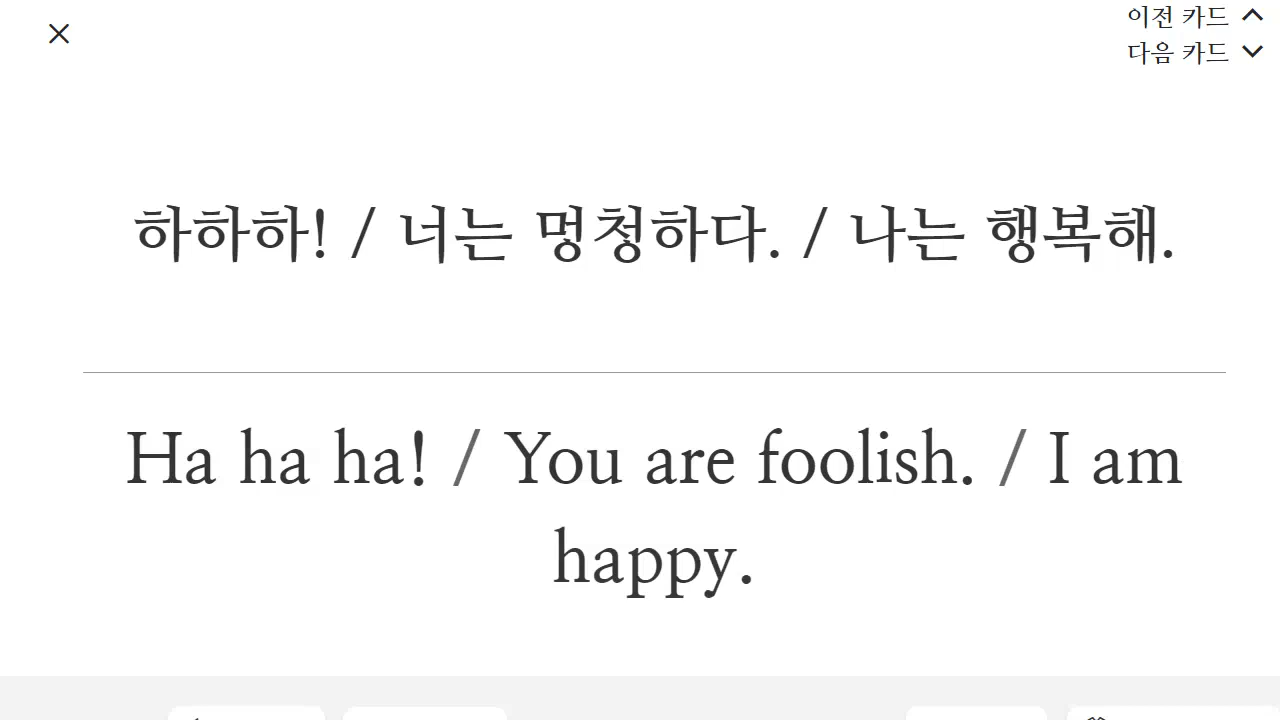 이전 카드
다음 카드
하하하! / 너는 멍청하다. / 나는 행복해.
Ha ha ha! / You are foolish. / I am
happy.